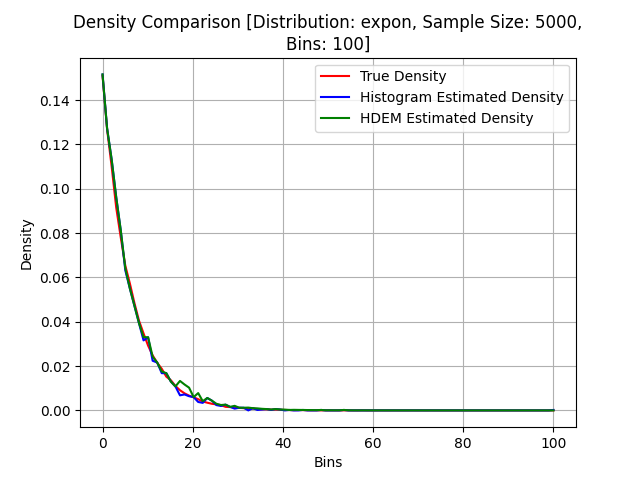 Density Comparison [Distribution: expon, Sample Size: 5000,
Bins: 100]
True Density
Histogram Estimated Density
HDEM Estimated Density
Density
0.14
0.12
0.10
0.08
0.06
0.04
0.02
0.00
0 20 40 60 80 100
Bins